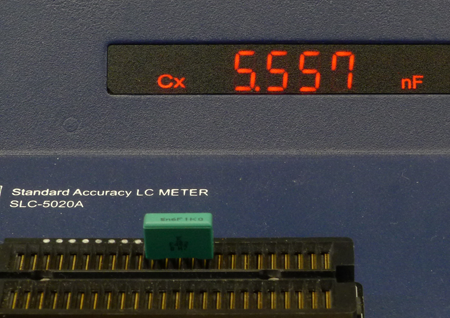 Cx 5.557 nF
Standard Accuracy LC METER
SLC-5020A